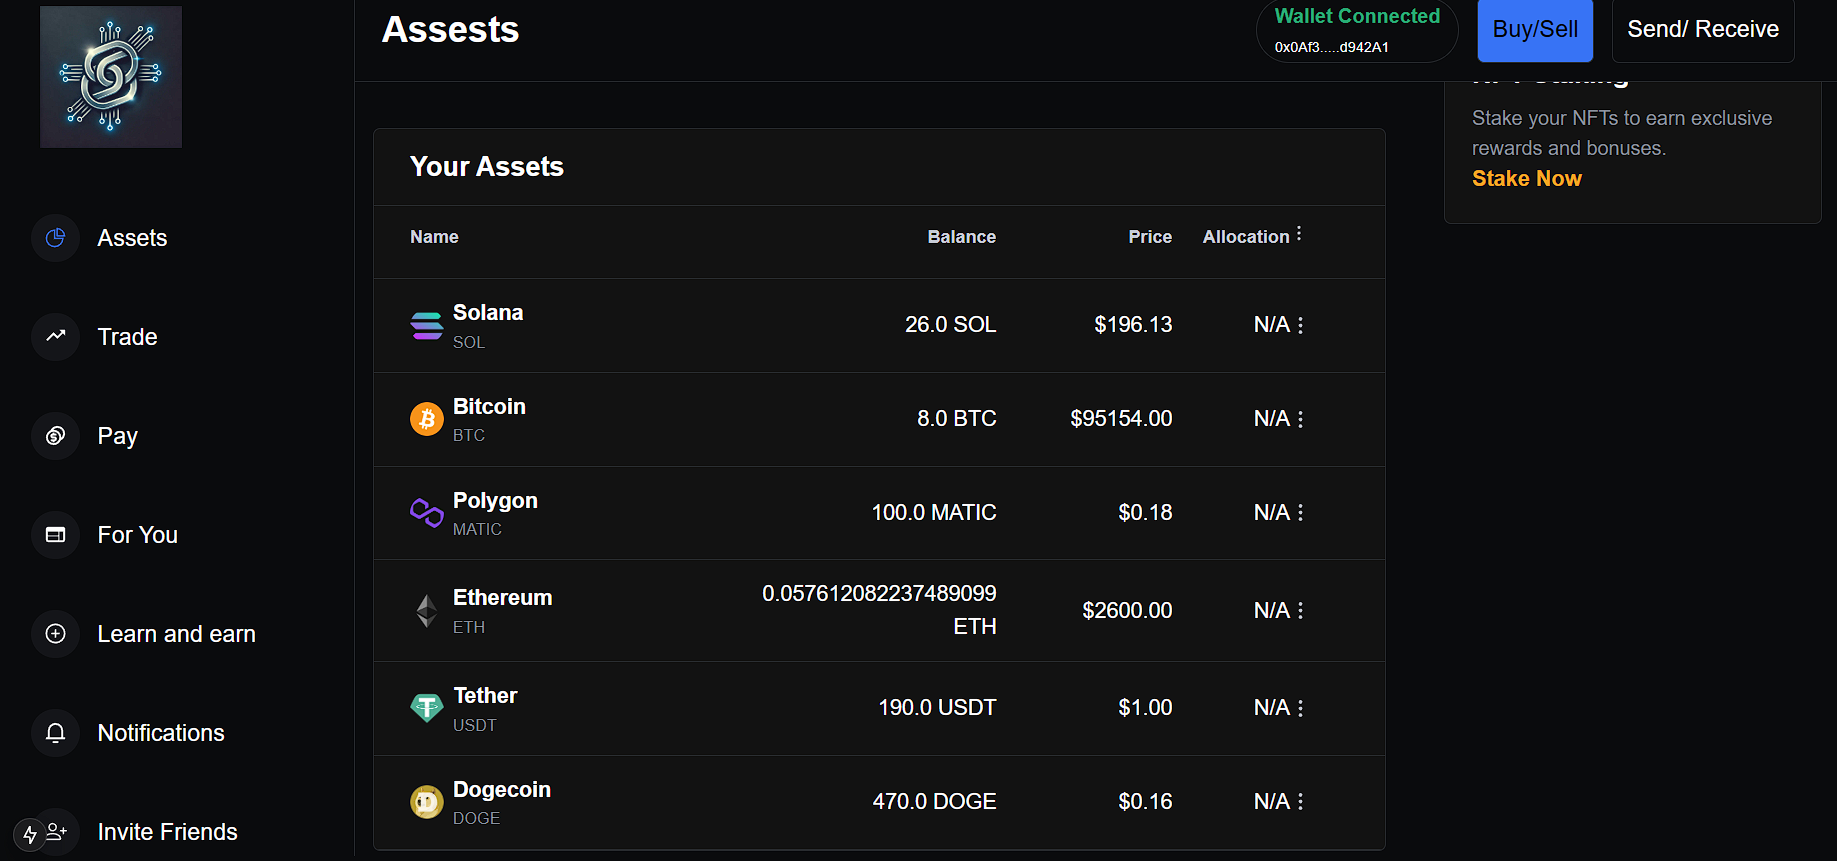 Assests
Wallet Connected
0x0Af3.....d942A1
Buy/Sell
Send/ Receive
Assets
Trade
Pay
For You
Learn and earn
Notifications
Invite Friends
Your Assets
Name Balance Price Allocation
Solana
SOL
26.0 SOL $196.13 N/A
Bitcoin
BTC
8.0 BTC $95154.00 N/A
Polygon
MATIC
100.0 MATIC $0.18 N/A
Ethereum
ETH
0.057612082237489099
ETH
$2600.00 N/A
Tether
USDT
190.0 USDT $1.00 N/A
Dogecoin
DOGE
470.0 DOGE $0.16 N/A
Stake your NFTs to earn exclusive
rewards and bonuses.
Stake Now